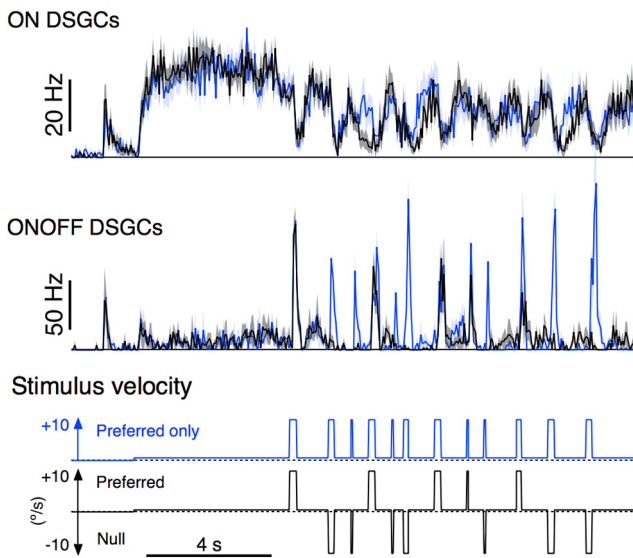 ON DSGCs
20 Hz
ONOFF DSGCs
50 Hz
Stimulus velocity
+10
Preferred only
+10
Preferred
(º/s)
Null
-10
4 s